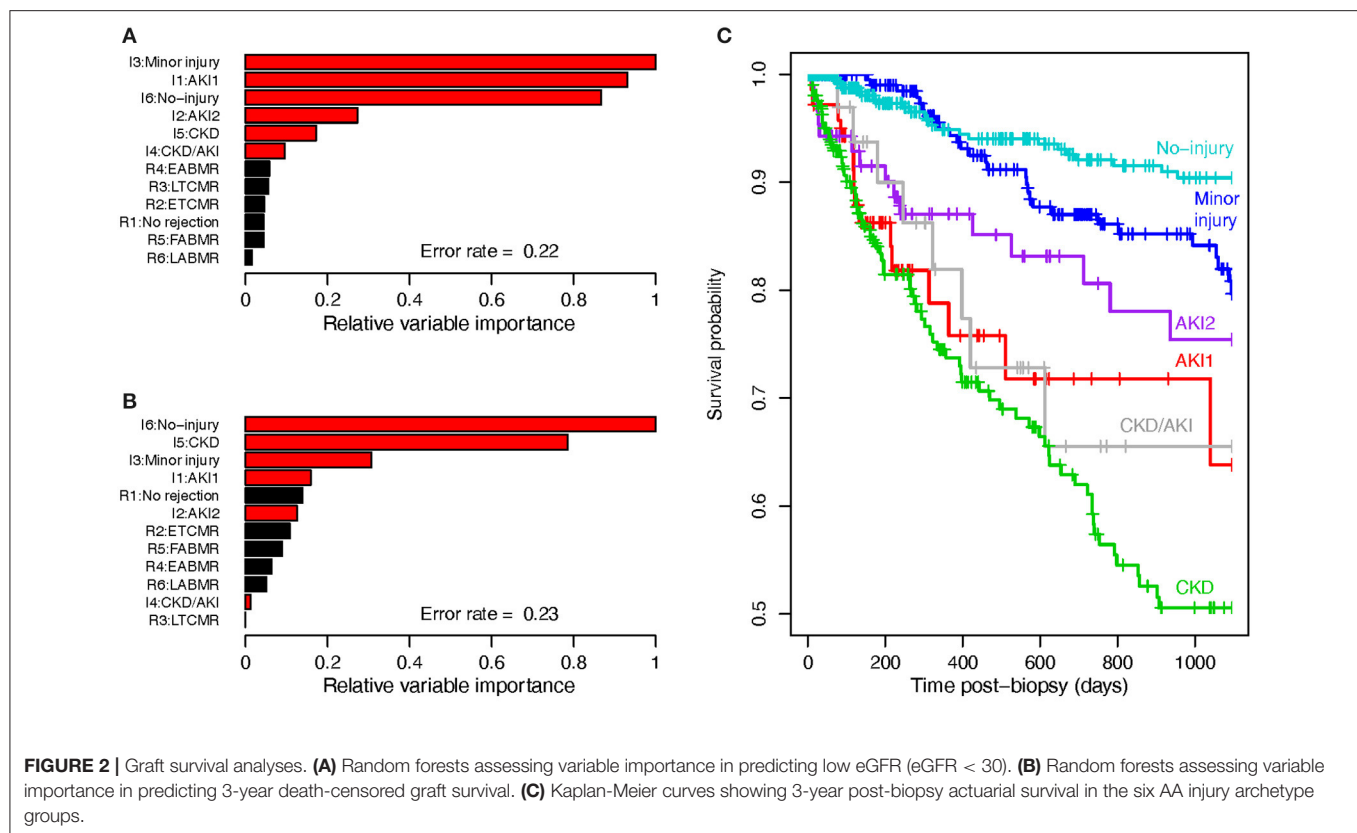 A
I3:Minor injury
I1:AKI1
I6:No−injury
I2:AKI2
I5:CKD
I4:CKD/AKI
R4:EABMR
R3:LTCMR
R2:ETCMR
R1:No rejection
R5:FABMR
R6:LABMR
Error rate = 0.22
0 0.2 0.4 0.6 0.8 1
Relative variable importance
B
I6:No−injury
I5:CKD
I3:Minor injury
I1:AKI1
R1:No rejection
I2:AKI2
R2:ETCMR
R5:FABMR
R4:EABMR
R6:LABMR
I4:CKD/AKI
R3:LTCMR
Error rate = 0.23
0 0.2 0.4 0.6 0.8 1
Relative variable importance
C
Survival probability
1.0
0.9
0.8
0.7
0.6
0.5
No−injury
Minor
injury
AKI2
AKI1
CKD/AKI
CKD
0 200 400 600 800 1000
Time post−biopsy (days)
FIGURE 2 | Graft survival analyses. (A) Random forests assessing variable importance in predicting low eGFR (eGFR < 30). (B) Random forests assessing variable
importance in predicting 3-year death-censored graft survival. (C) Kaplan-Meier curves showing 3-year post-biopsy actuarial survival in the six AA injury archetype
groups.